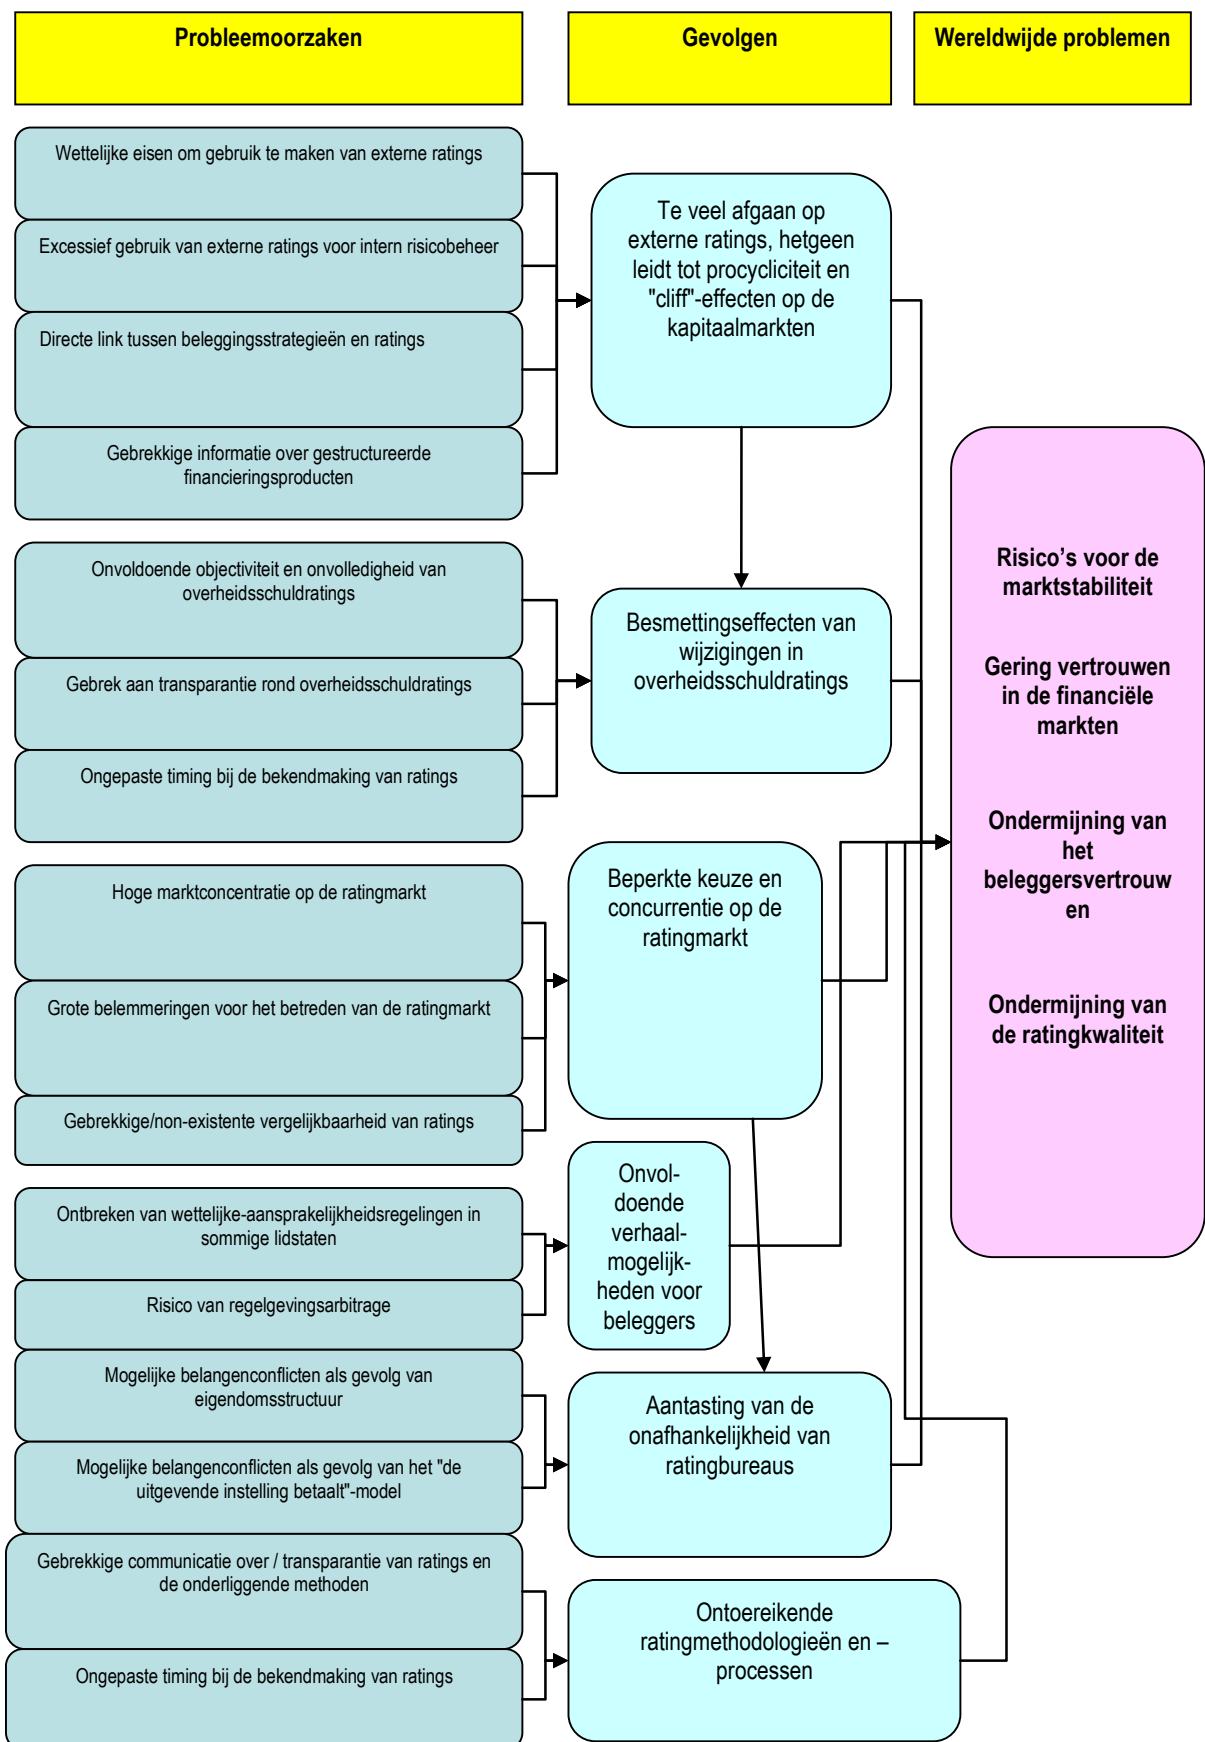 Probleemoorzaken
Gevolgen
Wereldwijde problemen
Wettelijke eisen om gebruik te maken van externe ratings
Excessief gebruik van externe ratings voor intern risicobeheer
Directe link tussen beleggingsstrategieën en ratings
Gebrekkige informatie over gestructureerde
financieringsproducten
Te veel afgaan op
externe ratings, hetgeen
leidt tot procycliciteit en
"cliff"-effecten op de
kapitaalmarkten
Onvoldoende objectiviteit en onvolledigheid van
overheidsschuldratings
Gebrek aan transparantie rond overheidsschuldratings
Ongepaste timing bij de bekendmaking van ratings
Besmettingseffecten van
wijzigingen in
overheidsschuldratings
Hoge marktconcentratie op de ratingmarkt
Grote belemmeringen voor het betreden van de ratingmarkt
Gebrekkige/non-existente vergelijkbaarheid van ratings
Beperkte keuze en
concurrentie op de
ratingmarkt
Ontbreken van wettelijke-aansprakelijkheidsregelingen in
sommige lidstaten
Risico van regelgevingsarbitrage
Onvol-
doende
verhaal-
mogelijk-
heden voor
beleggers
Mogelijke belangenconflicten als gevolg van
eigendomsstructuur
Mogelijke belangenconflicten als gevolg van het "de
uitgevende instelling betaalt"-model
Aantasting van de
onafhankelijkheid van
ratingbureaus
Gebrekkige communicatie over / transparantie van ratings en
de onderliggende methoden
Ongepaste timing bij de bekendmaking van ratings
Ontoereikende
ratingmethodologieën en –
processen
Risico’s voor de
marktstabiliteit
Gering vertrouwen
in de financiële
markten
Ondermijning van
het
beleggersvertrouw
en
Ondermijning van
de ratingkwaliteit